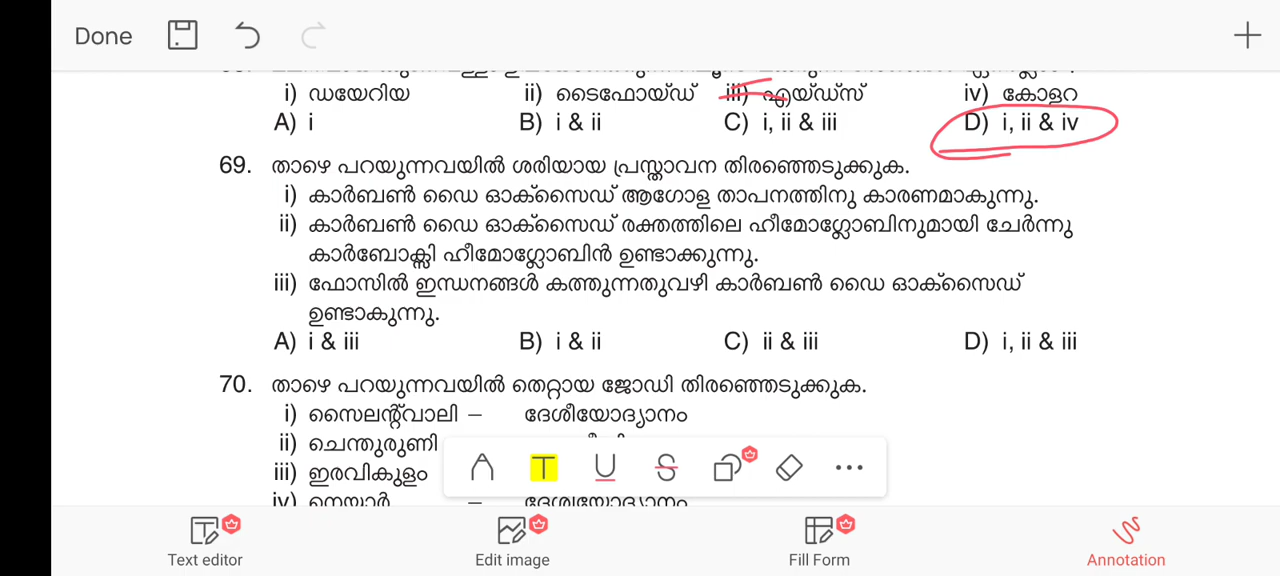 Done
i) ഡയേറിയ ii) ടൈഫോയ്ഡ് iii) എയ്ഡ്സ് iv) കോളറ
A) i B) i & ii C) i, ii & iii D) i, ii & iv
69. താഴെ പറയുന്നവയിൽ ശരിയായ പ്രസ്താവന തിരഞ്ഞെടുക്കുക.
i) കാർബൺ ഡൈ ഓക്സൈഡ് ആഗോള താപനത്തിനു കാരണമാകുന്നു.
ii) കാർബൺ ഡൈ ഓക്സൈഡ് രക്തത്തിലെ ഹീമോഗ്ലോബിനുമായി ചേർന്നു
കാർബോക്സി ഹീമോഗ്ലോബിൻ ഉണ്ടാക്കുന്നു.
iii) ഫോസിൽ ഇന്ധനങ്ങൾ കത്തുന്നതുവഴി കാർബൺ ഡൈ ഓക്സൈഡ്
ഉണ്ടാകുന്നു.
A) i & iii B) i & ii C) ii & iii D) i, ii & iii
70. താഴെ പറയുന്നവയിൽ തെറ്റായ ജോഡി തിരഞ്ഞെടുക്കുക.
i) സൈലന്റ്‌വാലി – ദേശീയോദ്യാനം
ii) ചെന്തുരുണി
iii) ഇരവികുളം
iv) നെയ്യാർ – ദേശീയോദ്യാനം
Text editor Edit image Fill Form Annotation